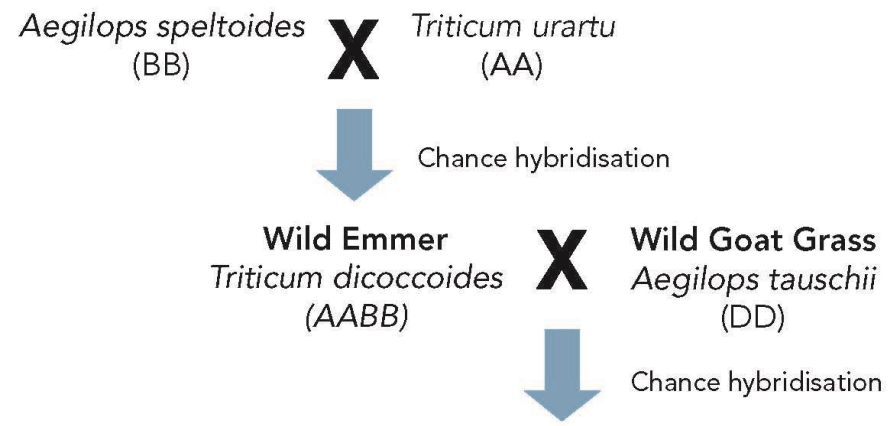 Aegilops speltoides X Triticum urartu
(BB) (AA)
Chance hybridisation
Wild Emmer X Wild Goat Grass
Triticum dicoccoides Aegilops tauschii
(AABB) (DD)
Chance hybridisation